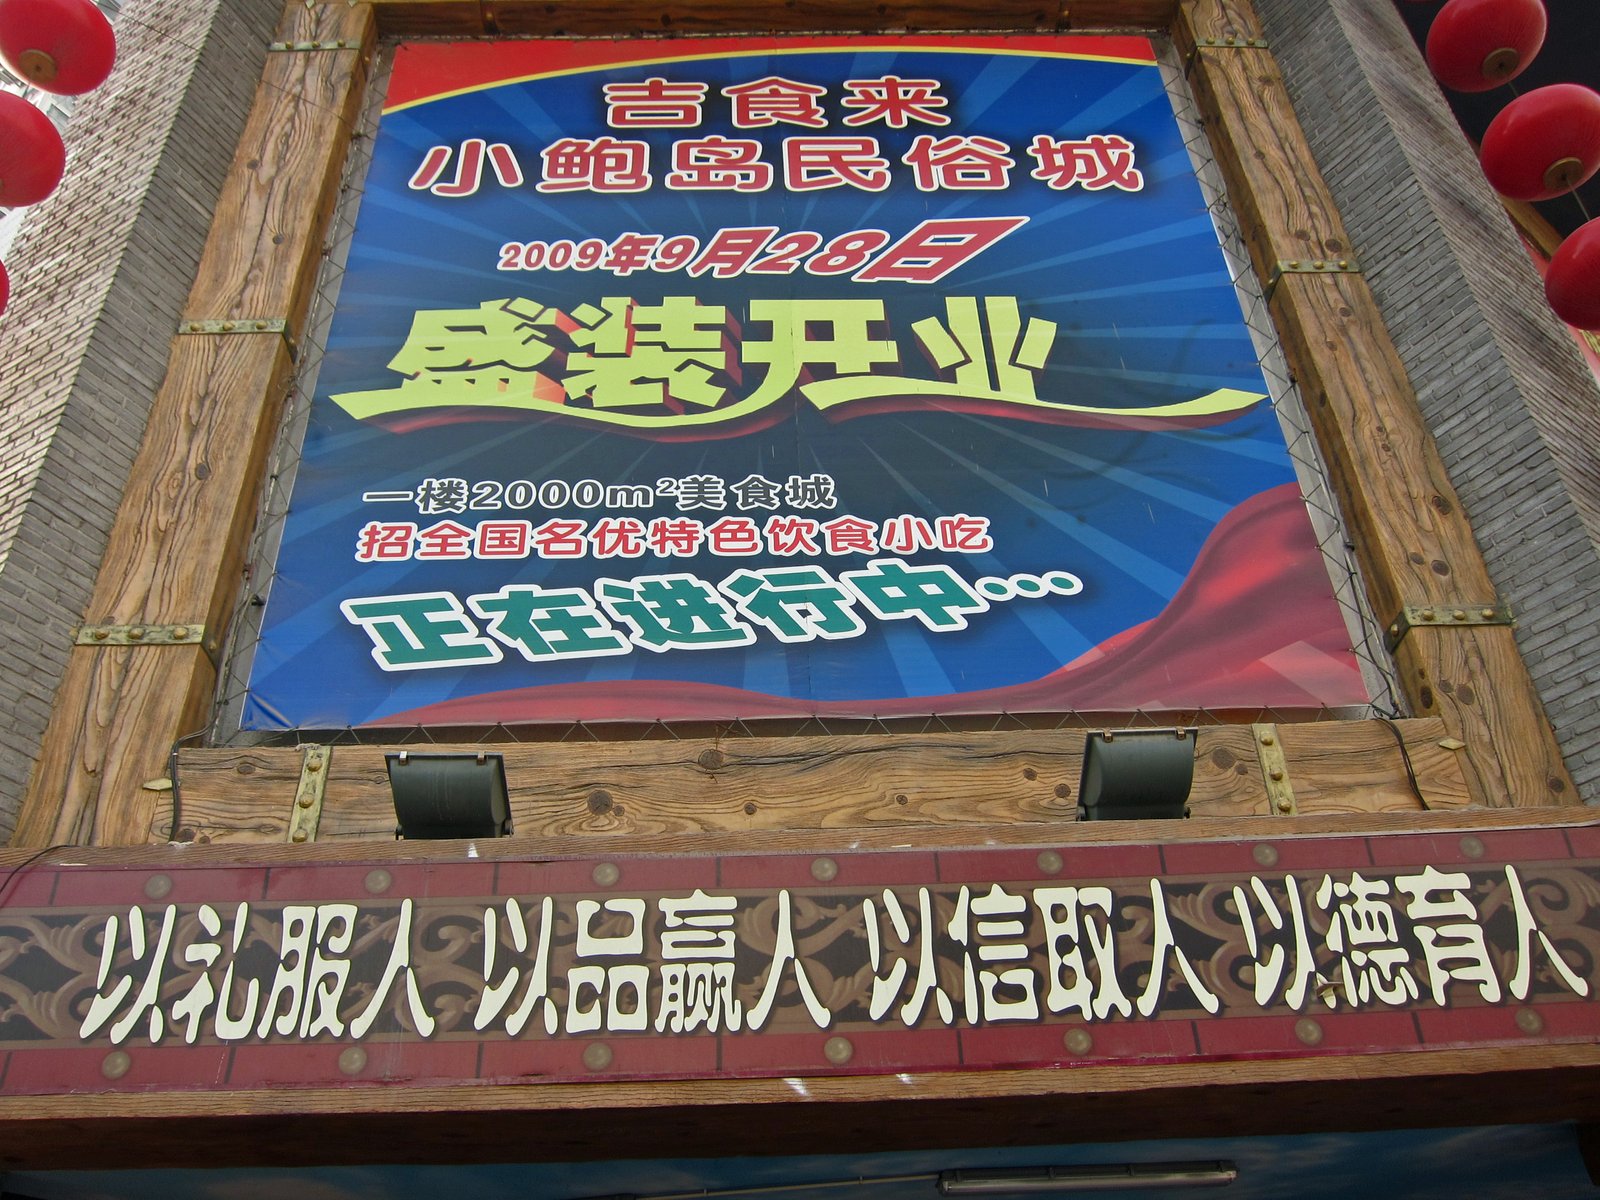 吉食来
小鲍岛民俗城
2009年9月28日
盛装开业
一楼2000m²美食城
招全国名优特色饮食小吃
正在进行中…
以礼服人 以品赢人 以信取人 以德育人